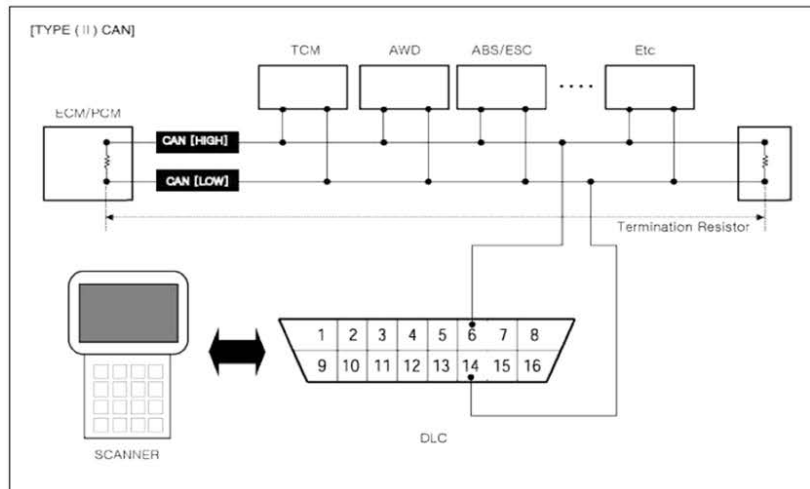 [TYPE (II) CAN]
TCM AWD ABS/ESC Etc
ECM/PCM
CAN [HIGH]
CAN [LOW]
Termination Resistor
1 2 3 4 5 6 7 8
9 10 11 12 13 14 15 16
DLC
SCANNER